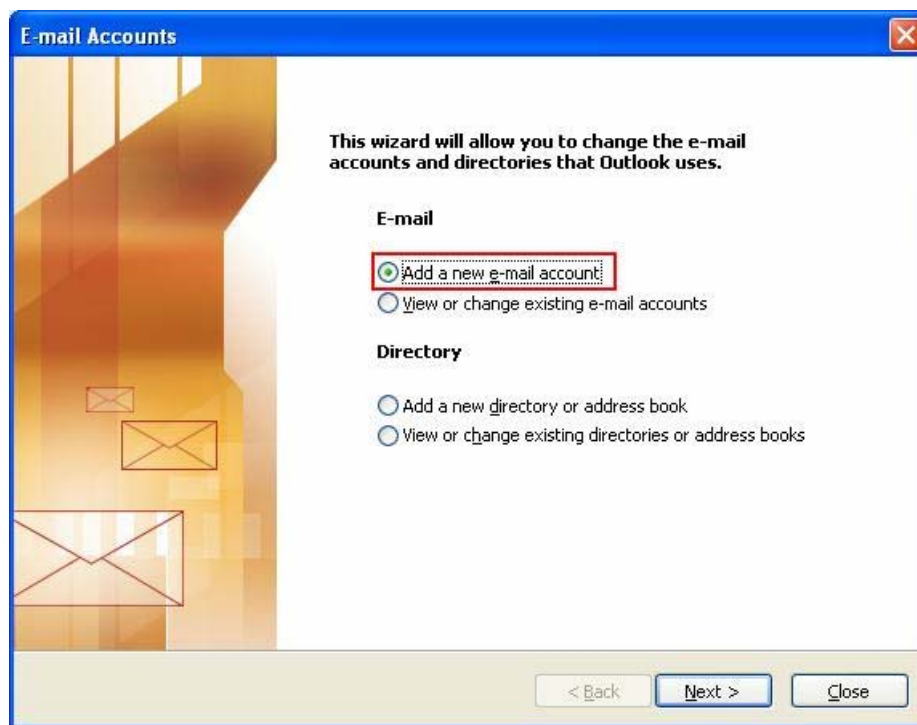 E-mail Accounts
This wizard will allow you to change the e-mail
accounts and directories that Outlook uses.
E-mail
Add a new e-mail account
View or change existing e-mail accounts
Directory
Add a new directory or address book
View or change existing directories or address books
< Back
Next >
Close